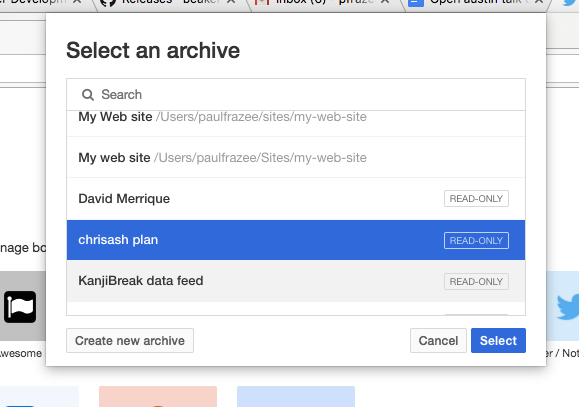 Developm
Releases - beaker
Inbox (6) - pfraze
Open austin talk
Select an archive
Search
My Web site /Users/paulfrazee/sites/my-web-site
My web site /Users/paulfrazee/Sites/my-web-site
David Merrique READ-ONLY
chrisash plan READ-ONLY
nage bo
KanjiBreak data feed READ-ONLY
Create new archive Cancel Select
Awesome
er / Not